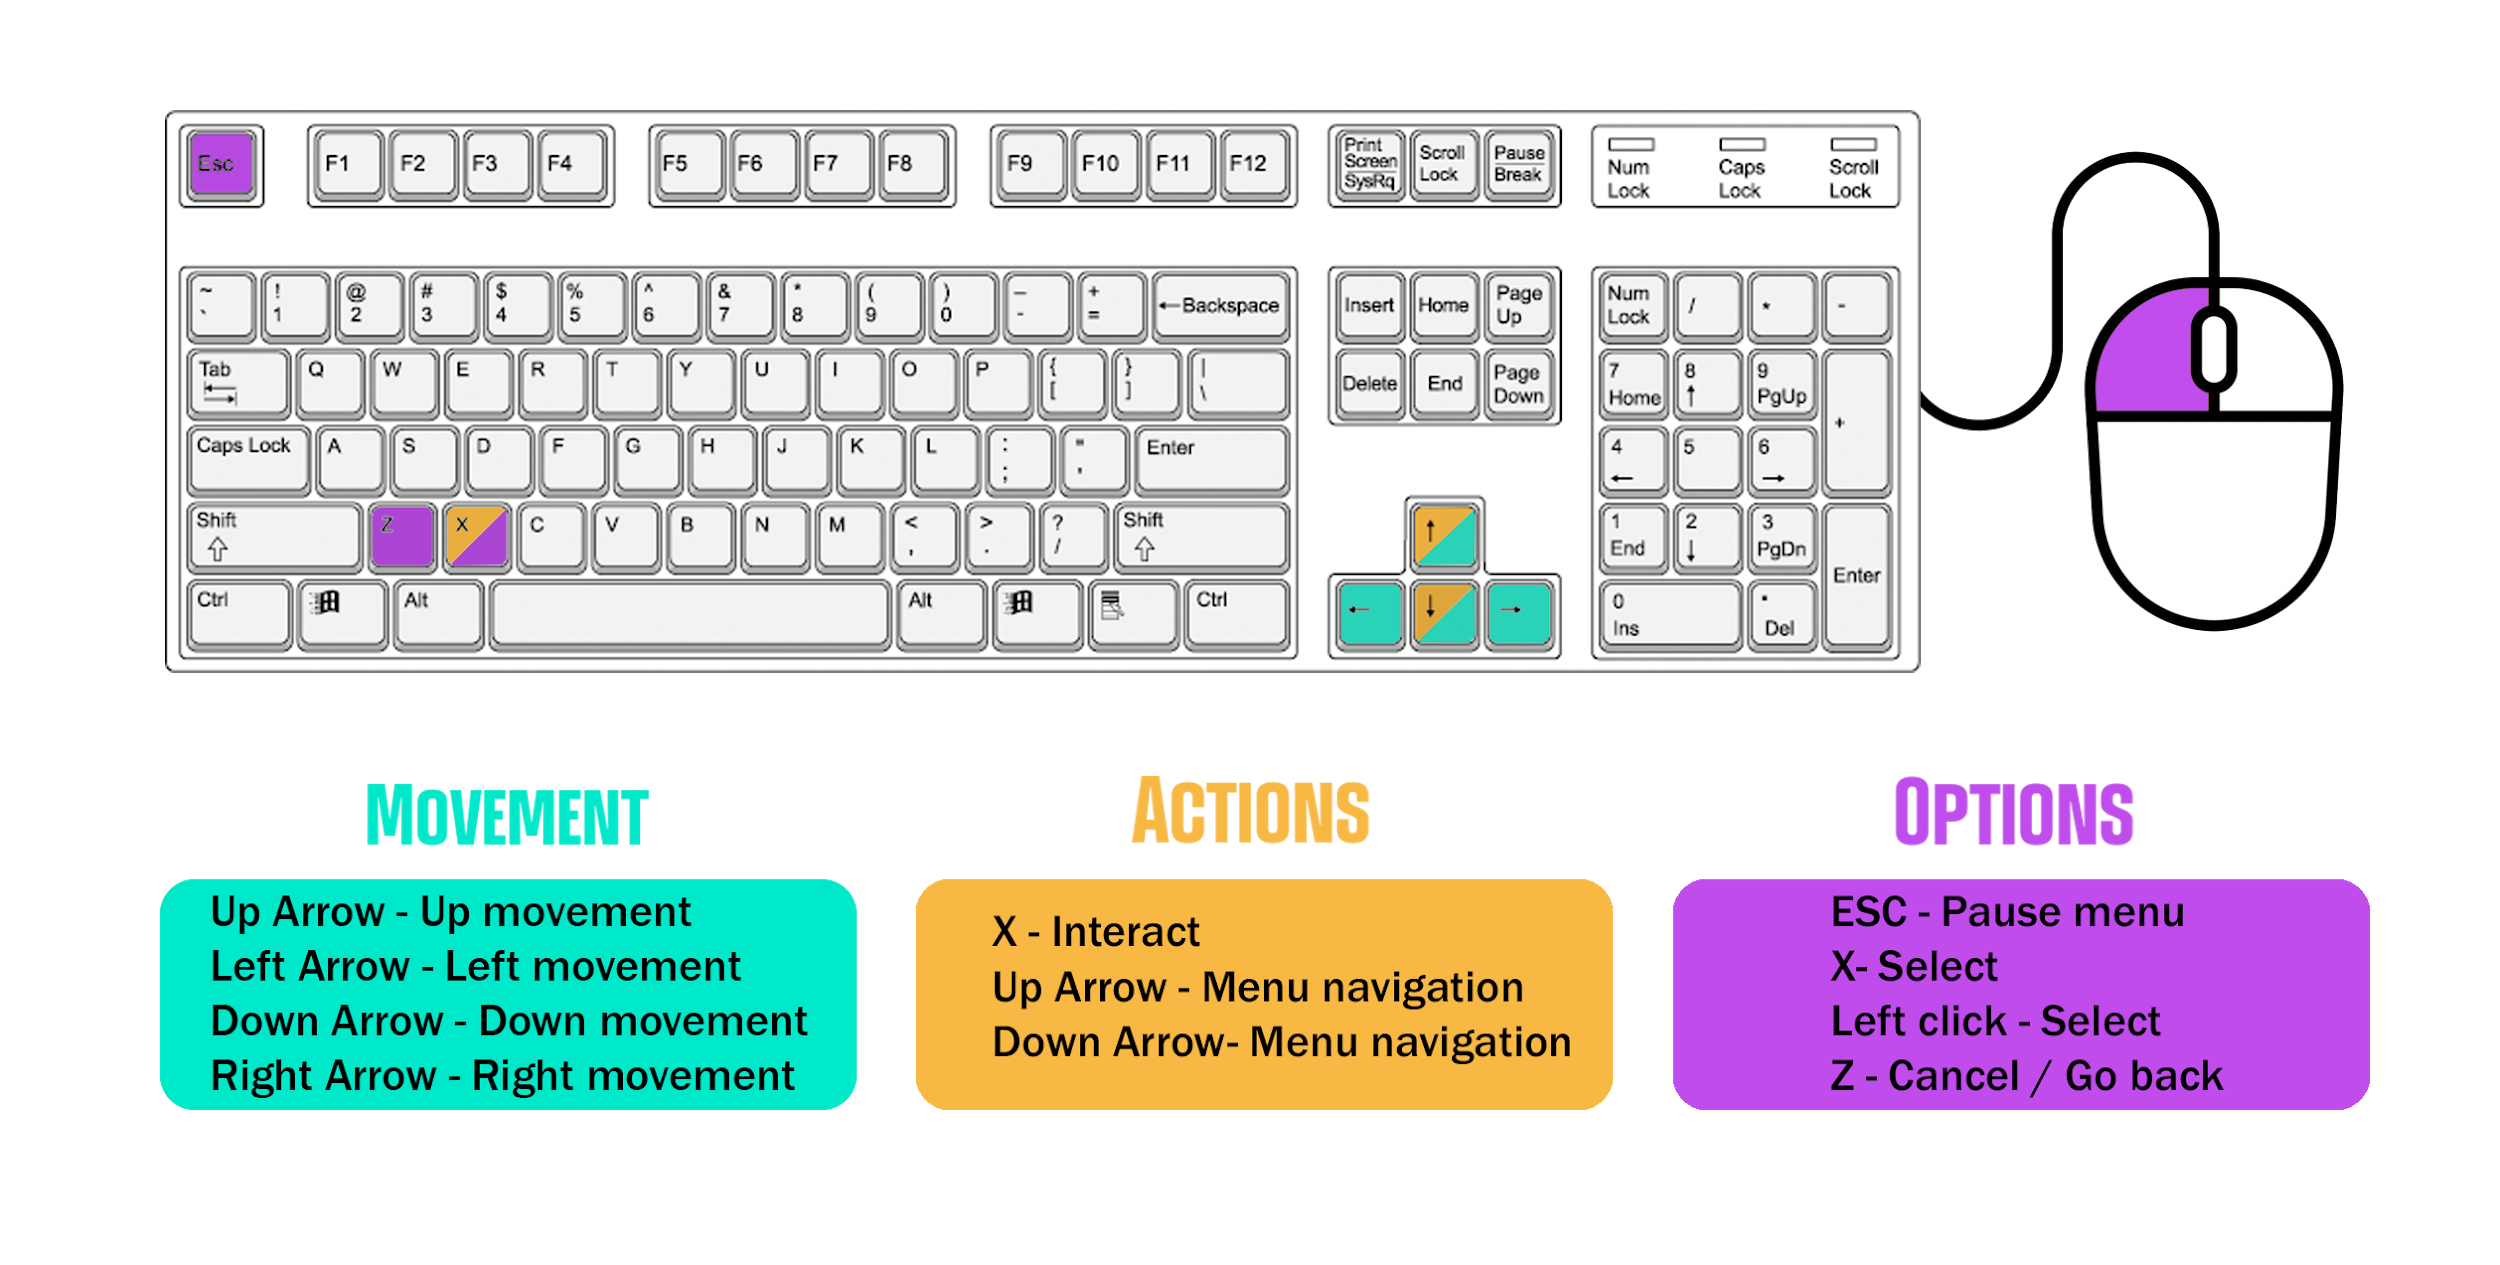 Esc F1 F2 F3 F4 F5 F6 F7 F8 F9 F10 F11 F12
Print
Screen
SysRq
Scroll
Lock
Pause
Break
Num
Lock
Caps
Lock
Scroll
Lock
~ ! @ # $ % ^ & * ( ) _ +
` 1 2 3 4 5 6 7 8 9 0 - =
←Backspace
Insert Home Page
Up
Num
Lock
/ * -
Tab Q W E R T Y U I O P { } |
[ ] \
Delete End Page
Down
7 8 9
Home ↑ PgUp
+
Caps Lock A S D F G H J K L : "
; '
Enter
4 5 6
← →
Shift Z X C V B N M < > ?
, . /
Shift
↑
1 2 3
End ↓ PgDn
Enter
Ctrl Alt Alt Ctrl
← ↓ →
0 .
Ins Del
MOVEMENT
Up Arrow - Up movement
Left Arrow - Left movement
Down Arrow - Down movement
Right Arrow - Right movement
ACTIONS
X - Interact
Up Arrow - Menu navigation
Down Arrow- Menu navigation
OPTIONS
ESC - Pause menu
X- Select
Left click - Select
Z - Cancel / Go back